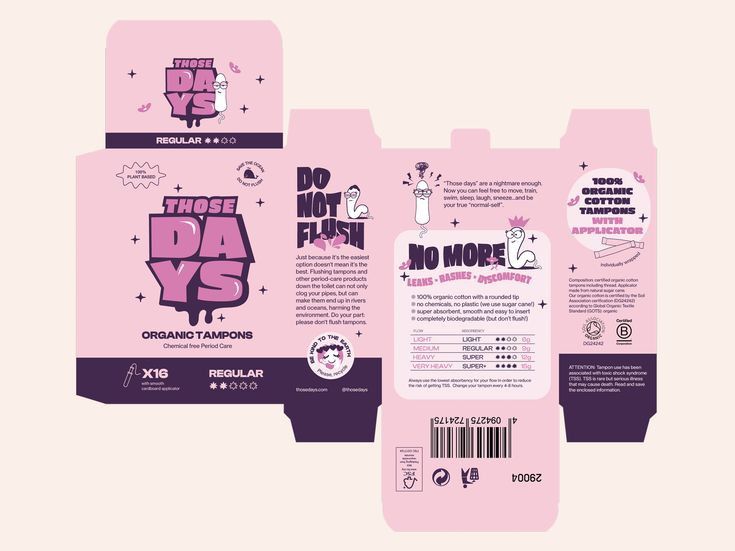 THOSE
DA
YS
REGULAR
100%
PLANT BASED
SAVE THE OCEAN
DO NOT FLUSH
THOSE
DA
YS
ORGANIC TAMPONS
Chemical free Period Care
X16
with smooth
cardboard applicator
REGULAR
DO
NOT
FLUSH
Just because it's the easiest
option doesn't mean it's the
best. Flushing tampons and
other period-care products
down the toilet can not only
clog your pipes, but can
make them end up in rivers
and oceans, harming the
environment. Do your part:
please don't flush tampons.
BE KIND TO THE EARTH
Please, recycle
thosedays.com @thosedays
"Those days" are a nightmare enough.
Now you can feel free to move, train,
swim, sleep, laugh, sneeze..and be
your true "normal-self".
NO MORE
LEAKS - RASHES - DISCOMFORT
100% organic cotton with a rounded tip
no chemicals, no plastic (we use sugar cane!)
super absorbent, smooth and easy to insert
completely biodegradable (but don't flush!)
FLOW ABSORBENCY
LIGHT LIGHT 6g
MEDIUM REGULAR 9g
HEAVY SUPER 12g
VERY HEAVY SUPER+ 15g
Always use the lowest absorbency for your flow in order to reduce
the risk of getting TSS. Change your tampon every 4-8 hours.
4 094275 724175
29004
FSC
100%
ORGANIC
COTTON
TAMPONS
WITH
APPLICATOR
individually wrapped
Composition: certified organic cotton
tampons including thread. Applicator
made from natural sugar cane.
Our organic cotton is certified by the Soil
Association certification (DG24242)
according to Global Organic Textile
Standard (GOTS) organic
SOIL ASSOCIATION
ORGANIC
DG24242
Certified
B
Corporation
ATTENTION: Tampon use has been
associated with toxic shock syndrome
(TSS). TSS is rare but serious illness
that may cause death. Read and save
the enclosed information.